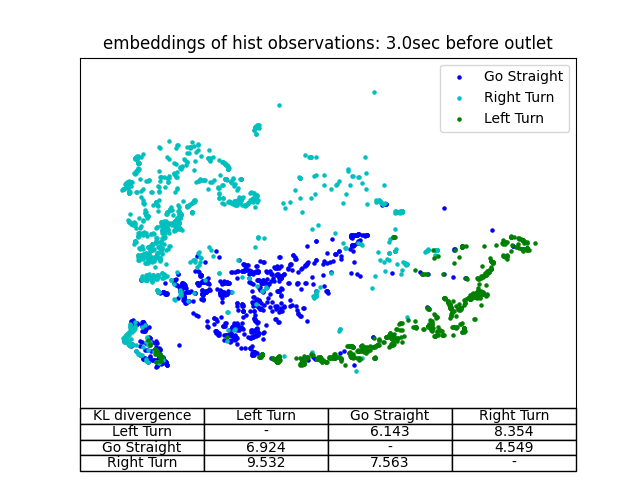 embeddings of hist observations: 3.0sec before outlet
Go Straight
Right Turn
Left Turn
KL divergence Left Turn Go Straight Right Turn
Left Turn - 6.143 8.354
Go Straight 6.924 - 4.549
Right Turn 9.532 7.563 -